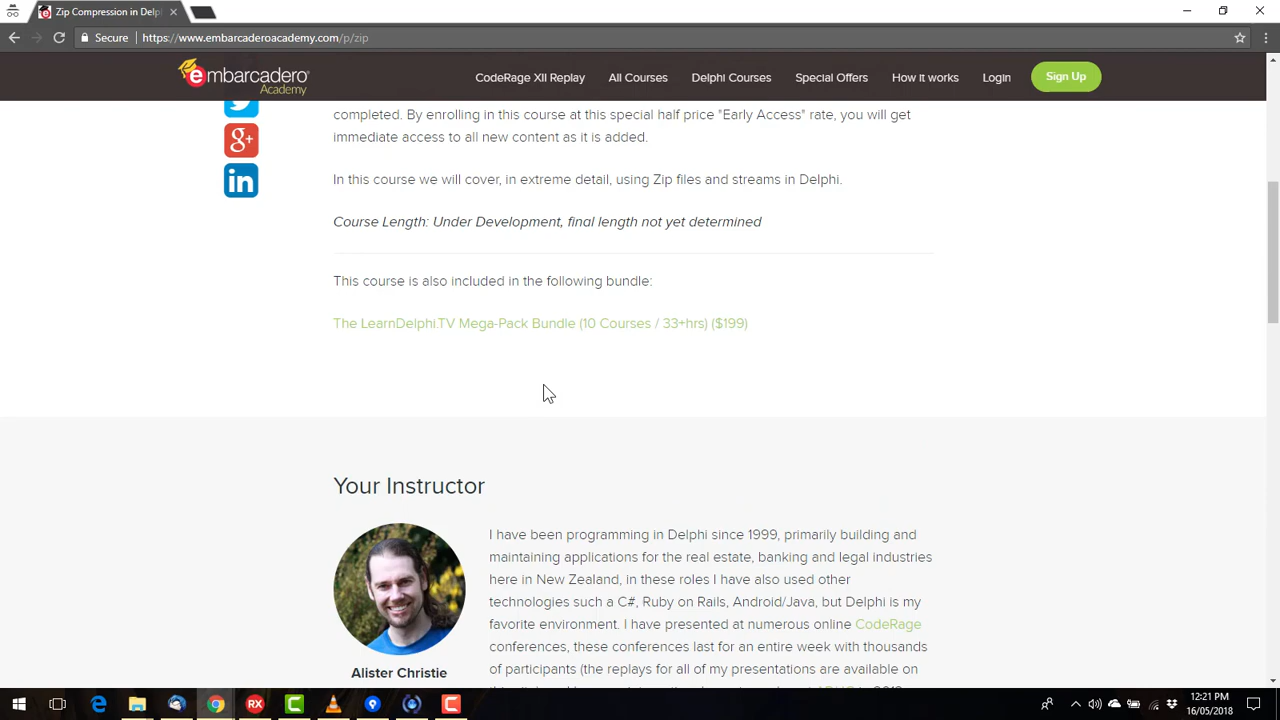 Zip Compression in Delp
Secure
https://www.embarcaderoacademy.com/p/zip
embarcadero
Academy
CodeRage XII Replay
All Courses
Delphi Courses
Special Offers
How it works
Login
Sign Up
completed. By enrolling in this course at this special half price "Early Access" rate, you will get
immediate access to all new content as it is added.
In this course we will cover, in extreme detail, using Zip files and streams in Delphi.
Course Length: Under Development, final length not yet determined
This course is also included in the following bundle:
The LearnDelphi.TV Mega-Pack Bundle (10 Courses / 33+hrs) ($199)
Your Instructor
I have been programming in Delphi since 1999, primarily building and
maintaining applications for the real estate, banking and legal industries
here in New Zealand, in these roles I have also used other
technologies such a C#, Ruby on Rails, Android/Java, but Delphi is my
favorite environment. I have presented at numerous online CodeRage
conferences, these conferences last for an entire week with thousands
of participants (the replays for all of my presentations are available on
Alister Christie
12:21 PM
16/05/2018